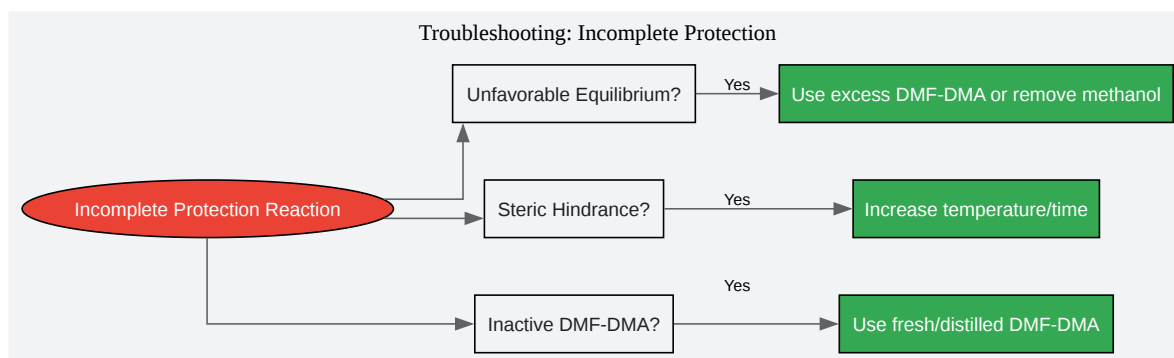 Troubleshooting: Incomplete Protection
Unfavorable Equilibrium?
Yes
Use excess DMF-DMA or remove methanol
Incomplete Protection Reaction
Steric Hindrance?
Yes
Increase temperature/time
Yes
Inactive DMF-DMA?
Use fresh/distilled DMF-DMA